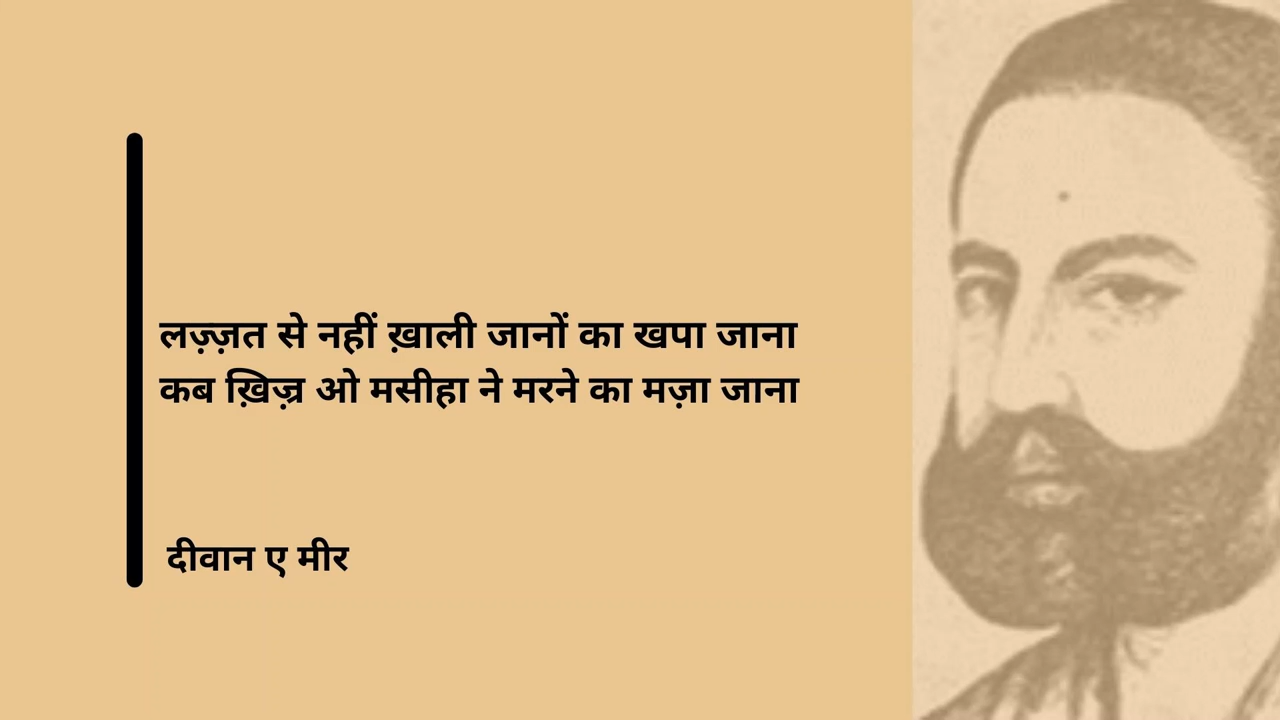 लज़्ज़त से नहीं ख़ाली जानों का खपा जाना
कब ख़िज़्र ओ मसीहा ने मरने का मज़ा जाना
दीवान ए मीर